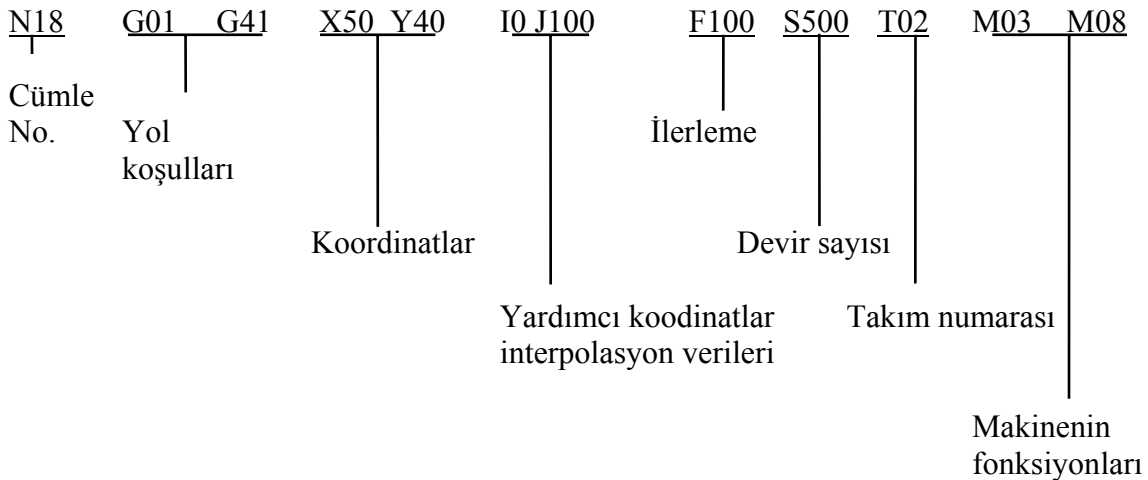 N18 G01 G41 X50 Y40 I0 J100 F100 S500 T02 M03 M08
Cümle
No.
Yol
koşulları
İlerleme
Koordinatlar
Devir sayısı
Yardımcı koodinatlar
interpolasyon verileri
Takım numarası
Makinenin
fonksiyonları